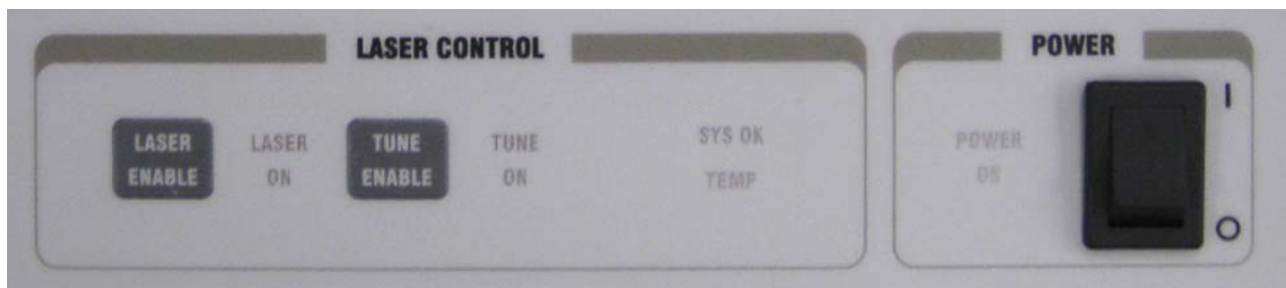 LASER CONTROL
LASER
ENABLE
LASER
ON
TUNE
ENABLE
TUNE
ON
SYS OK
TEMP
POWER
POWER
ON
I
O